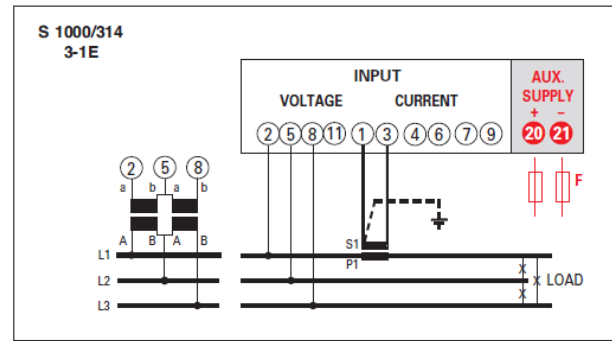 S 1000/314
3-1E
INPUT
VOLTAGE CURRENT
2 5 8 11 1 3 4 6 7 9
AUX.
SUPPLY
+ −
20 21
F
2 5 8
a b a b
A B A B
S1
P1
L1
L2
L3
X
X
X
LOAD